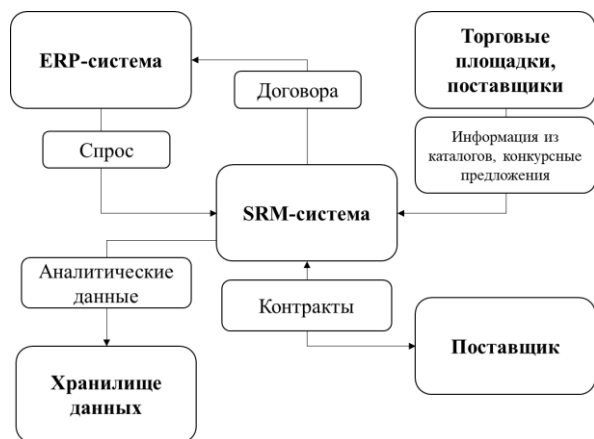 ERP-система
Договора
Торговые
площадки,
поставщики
Спрос
Информация из
каталогов, конкурсные
предложения
SRM-система
Аналитические
данные
Контракты
Хранилище
данных
Поставщик